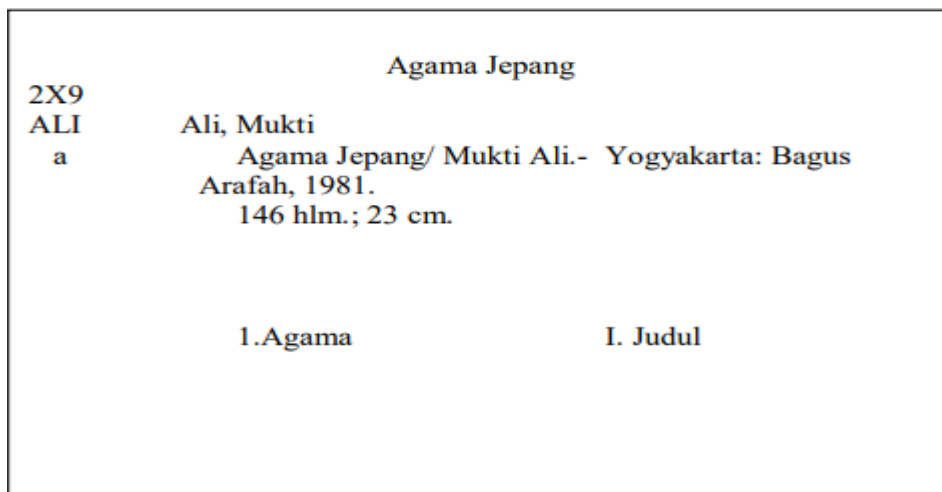 Agama Jepang
2X9
ALI Ali, Mukti
a Agama Jepang/ Mukti Ali.- Yogyakarta: Bagus
Arafah, 1981.
146 hlm.; 23 cm.
1.Agama I. Judul